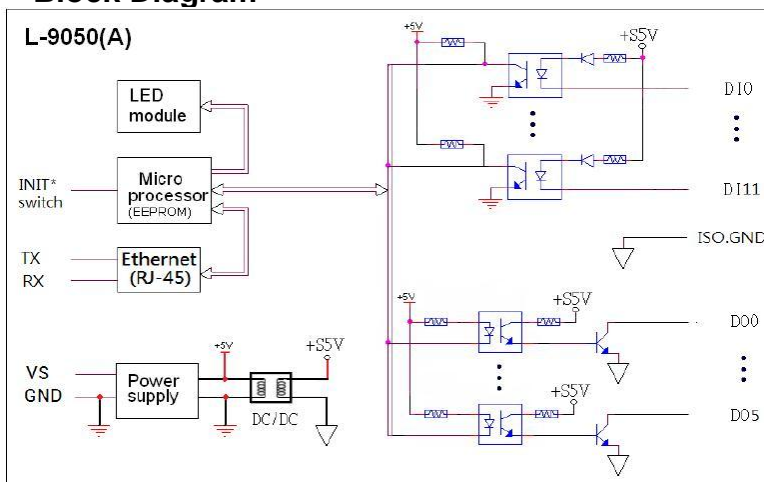 Block Diagram
L-9050(A)
LED
module
INIT*
switch
Micro
processor
(EEPROM)
TX
RX
Ethernet
(RJ-45)
VS
GND
Power
supply
+5V
+S5V
DC/DC
+5V
+S5V
DI0
DI11
ISO.GND
+5V
+S5V
DO0
+S5V
DO5